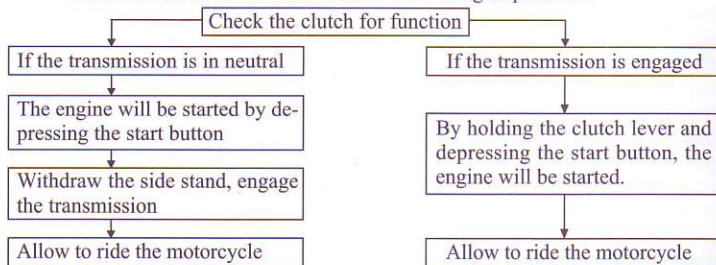 Check the clutch for function
If the transmission is in neutral
The engine will be started by de-
pressing the start button
Withdraw the side stand, engage
the transmission
Allow to ride the motorcycle
If the transmission is engaged
By holding the clutch lever and
depressing the start button, the
engine will be started.
Allow to ride the motorcycle